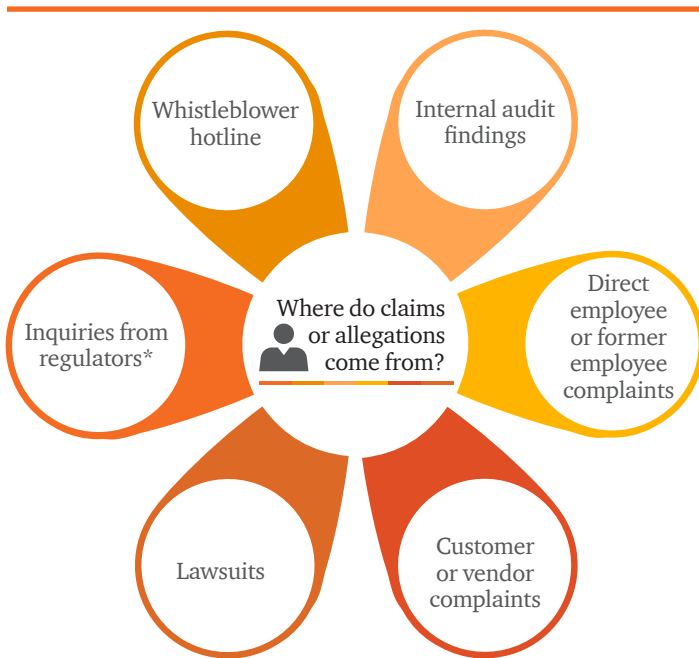 Whistleblower
hotline
Internal audit
findings
Inquiries from
regulators*
Where do claims
or allegations
come from?
Direct
employee
or former
employee
complaints
Lawsuits
Customer
or vendor
complaints